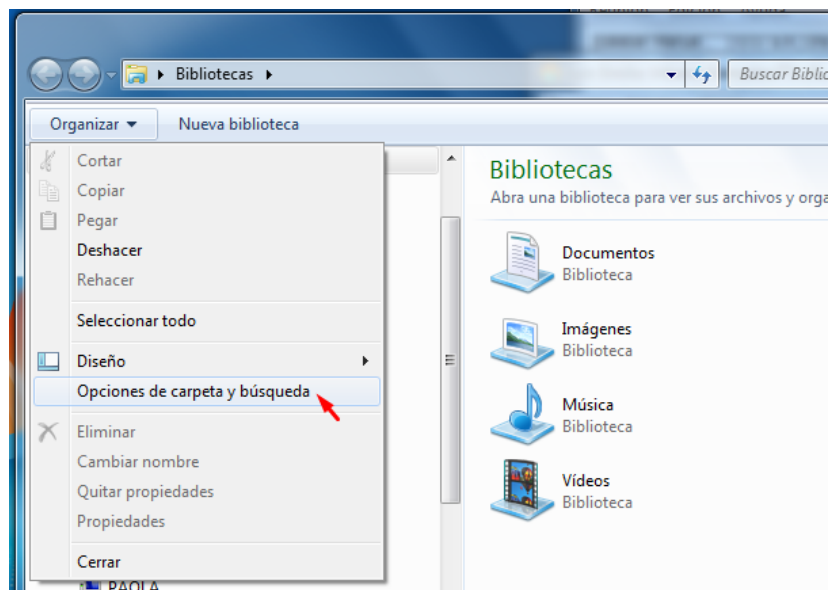 Bibliotecas
Buscar Biblio
Organizar
Nueva biblioteca
Cortar
Copiar
Pegar
Deshacer
Rehacer
Seleccionar todo
Diseño
Opciones de carpeta y búsqueda
Eliminar
Cambiar nombre
Quitar propiedades
Propiedades
Cerrar
PAOLA
Bibliotecas
Abra una biblioteca para ver sus archivos y orga
Documentos
Biblioteca
Imágenes
Biblioteca
Música
Biblioteca
Vídeos
Biblioteca